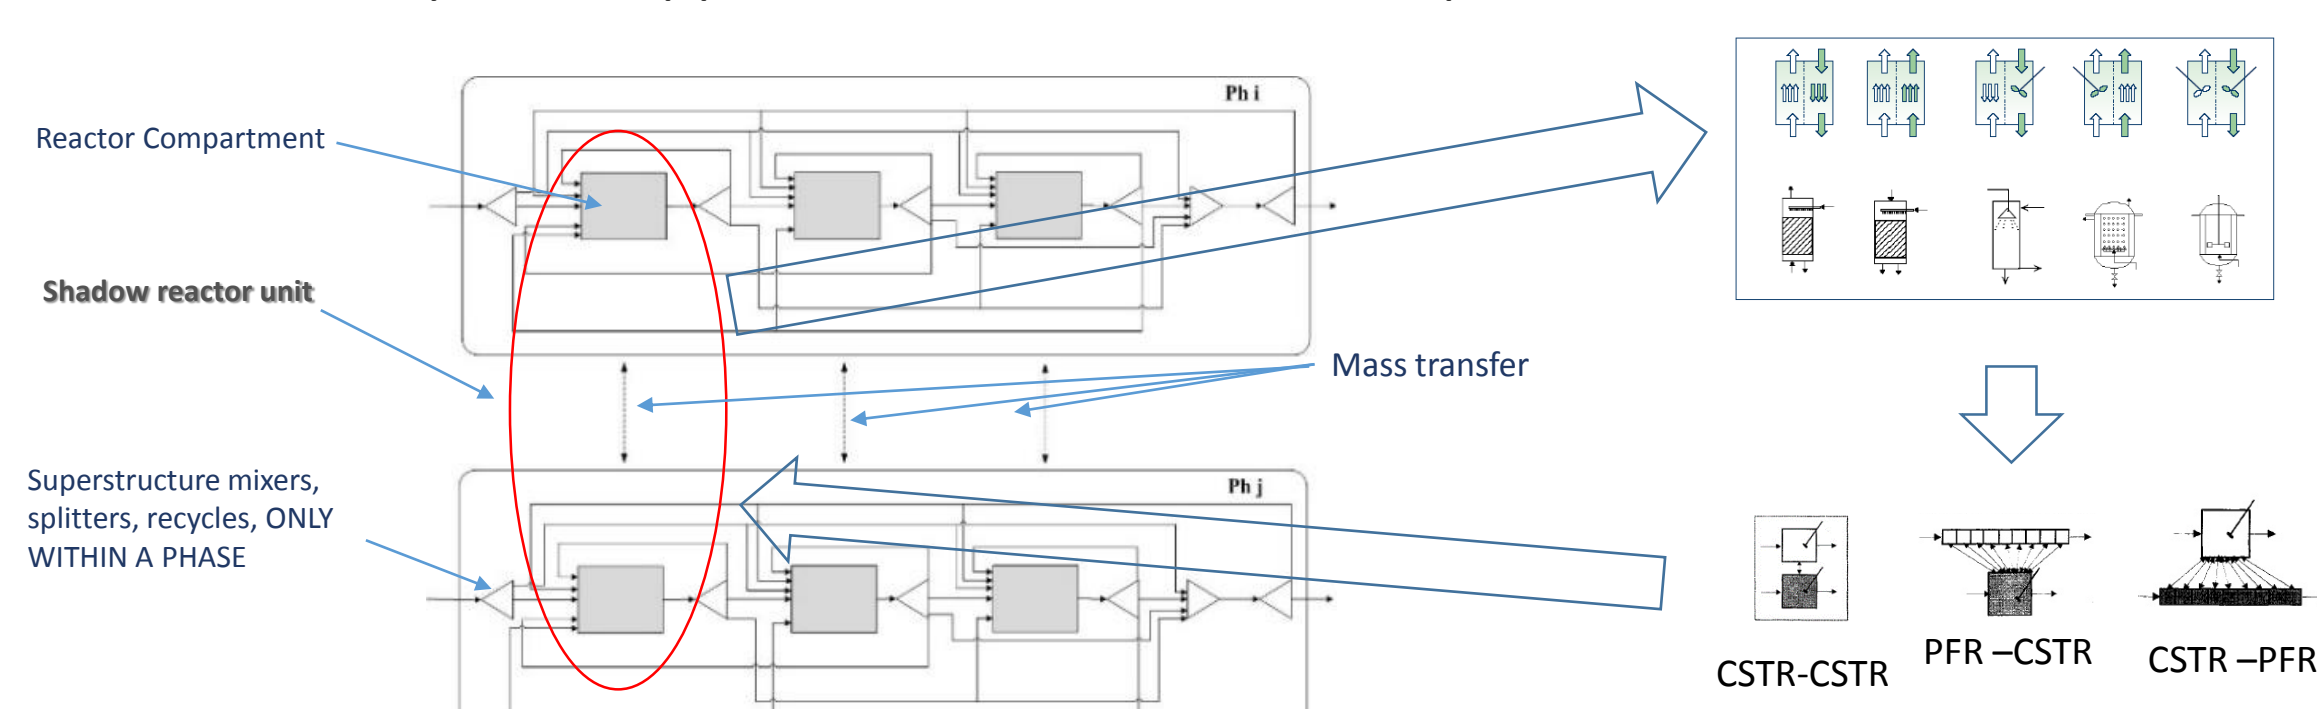 Ph i
Reactor Compartment
Shadow reactor unit
Mass transfer
Superstructure mixers,
splitters, recycles, ONLY
WITHIN A PHASE
Ph j
CSTR-CSTR
PFR –CSTR
CSTR –PFR